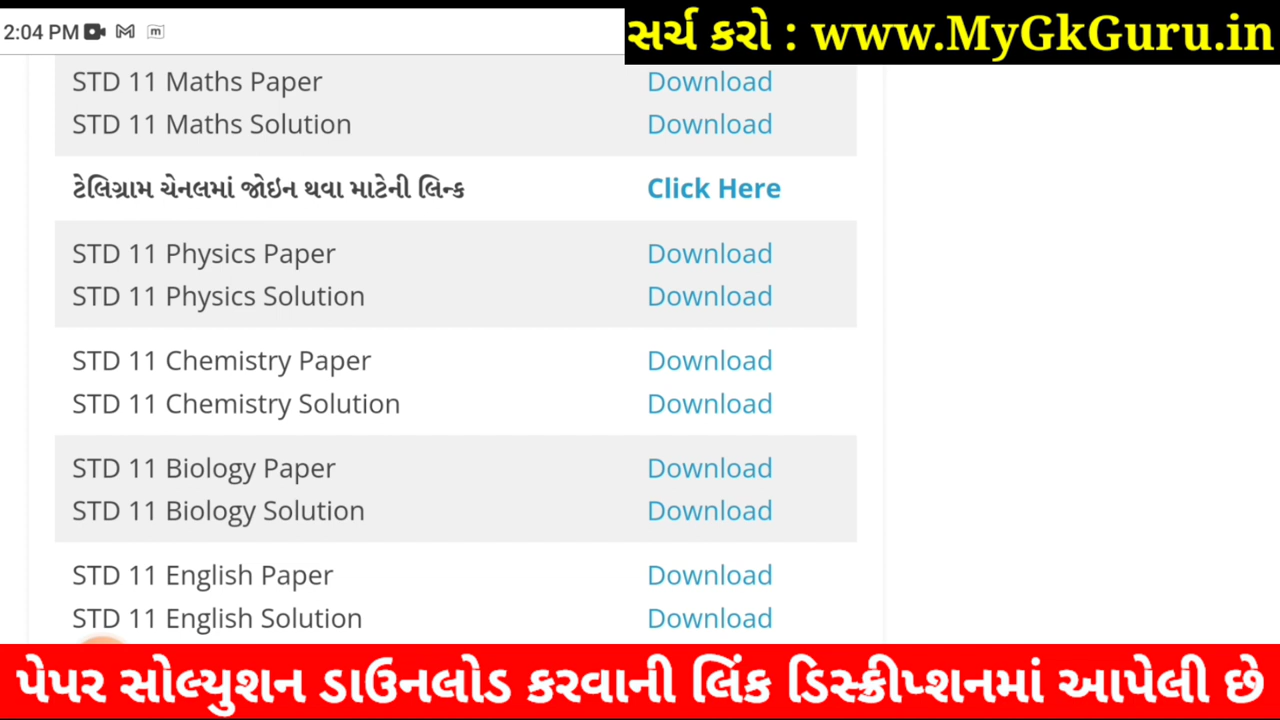 2:04 PM
સર્ચ કરો : www.MyGkGuru.in
STD 11 Maths Paper Download
STD 11 Maths Solution Download
ટેલિગ્રામ ચેનલમાં જોઇન થવા માટેની લિન્ક Click Here
STD 11 Physics Paper Download
STD 11 Physics Solution Download
STD 11 Chemistry Paper Download
STD 11 Chemistry Solution Download
STD 11 Biology Paper Download
STD 11 Biology Solution Download
STD 11 English Paper Download
STD 11 English Solution Download
પેપર સોલ્યુશન ડાઉનલોડ કરવાની લિંક ડિસ્ક્રીપ્શનમાં આપેલી છે